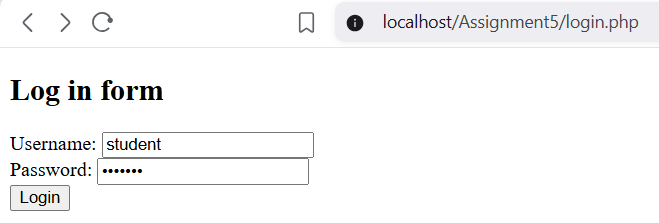 localhost/Assignment5/login.php
Log in form
Username: student
Password: •••••••
Login